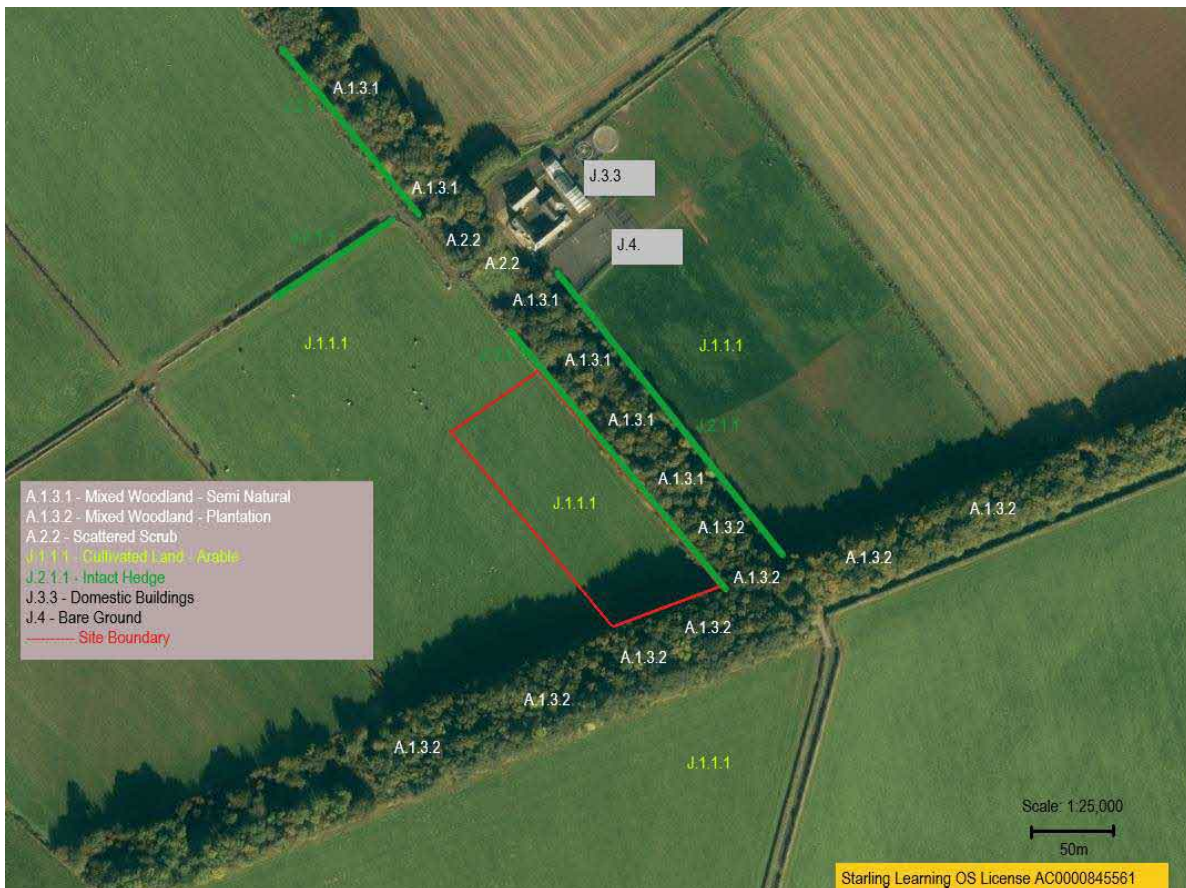 A.1.3.1
A.1.3.1
J.3.3
A.2.2
J.4.
A.2.2
A.1.3.1
J.1.1.1
A.1.3.1
J.1.1.1
A.1.3.1
J.2.1.1
A.1.3.1
J.1.1.1
A.1.3.2
A.1.3.2
A.1.3.2
A.1.3.2
A.1.3.2
A.1.3.2
A.1.3.2
A.1.3.2
J.1.1.1
A.1.3.1 - Mixed Woodland - Semi Natural
A.1.3.2 - Mixed Woodland - Plantation
A.2.2 - Scattered Scrub
J.1.1.1 - Cultivated Land - Arable
J.2.1.1 - Intact Hedge
J.3.3 - Domestic Buildings
J.4 - Bare Ground
----------- Site Boundary
Scale: 1:25,000
50m
Starling Learning OS License AC0000845561